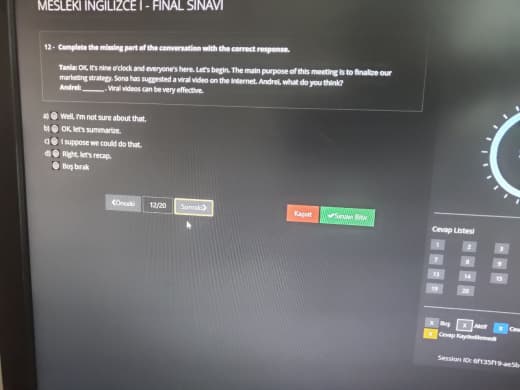 MESLEKİ İNGİLİZCE I - FİNAL SINAVI
12 - Complete the missing part of the conversation with the correct response.
Tania: OK, it's nine o'clock and everyone's here. Let's begin. The main purpose of this meeting is to finalize our
marketing strategy. Sona has suggested a viral video on the Internet. Andrei, what do you think?
Andrei: ______ . Viral videos can be very effective.
a) Well, I'm not sure about that.
b) OK, let's summarize.
c) I suppose we could do that.
d) Right, let's recap.
Boş bırak
Önceki 12/20 Sonraki
Kapat Sınavı Bitir
Cevap Listesi
1 2 3
7 8 9
13 14 15
19 20
X Boş X Aktif X
X Cevap Kaydedilemedi
Session ID: 6f135f19-ae5b